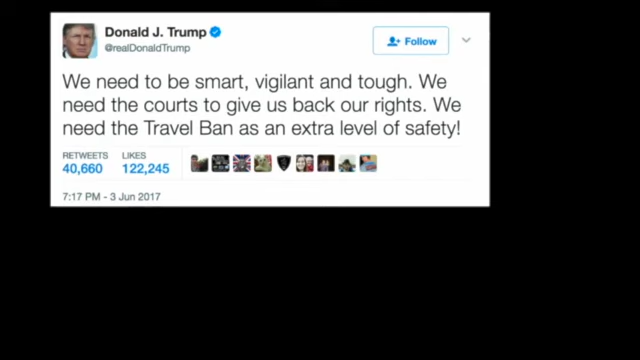 Donald J. Trump
@realDonaldTrump
Follow
We need to be smart, vigilant and tough. We
need the courts to give us back our rights. We
need the Travel Ban as an extra level of safety!
RETWEETS LIKES
40,660 122,245
7:17 PM - 3 Jun 2017